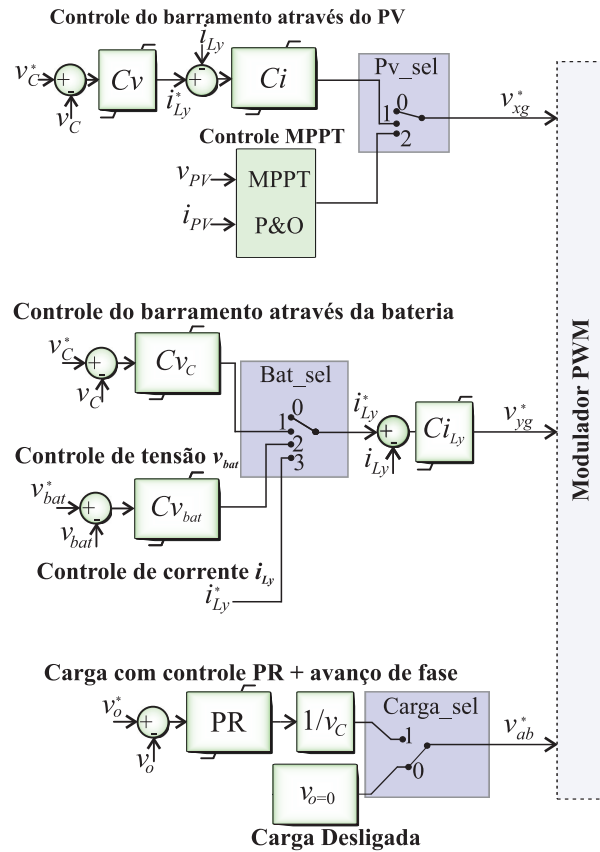 Controle do barramento através do PV
v*C + - vC Cv i*Ly iLy - + Ci
Pv_sel
0
1
2
v*xg
Controle MPPT
vPV
iPV
MPPT
P&O
Controle do barramento através da bateria
v*C + - vC CvC
Bat_sel
0
1
2
3
i*Ly + - iLy CiLy v*yg
Controle de tensão vbat
v*bat + - vbat Cvbat
Controle de corrente iLy
i*Ly
Modulador PWM
Carga com controle PR + avanço de fase
v*o + - vo PR 1/vC
Carga_sel
1
0
v*ab
vo=0
Carga Desligada